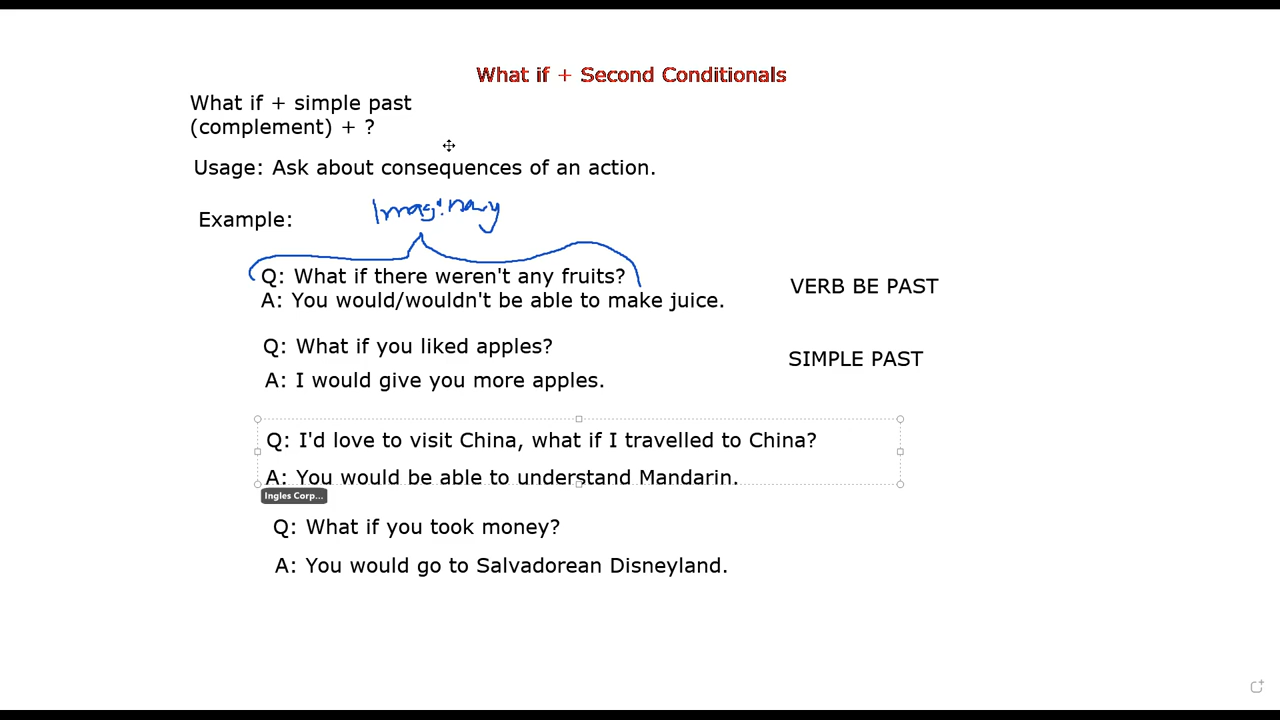 What if + Second Conditionals
What if + simple past
(complement) + ?
Usage: Ask about consequences of an action.
Imaginary
Example:
Q: What if there weren't any fruits?
A: You would/wouldn't be able to make juice.
VERB BE PAST
Q: What if you liked apples?
SIMPLE PAST
A: I would give you more apples.
Q: I'd love to visit China, what if I travelled to China?
A: You would be able to understand Mandarin.
Ingles Corp...
Q: What if you took money?
A: You would go to Salvadorean Disneyland.